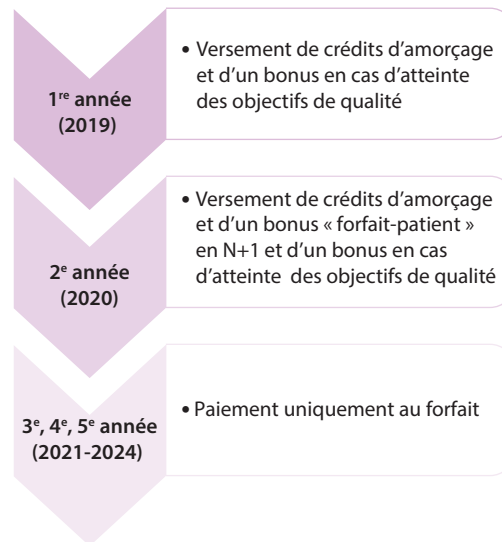 1re année
(2019)
• Versement de crédits d’amorçage
et d’un bonus en cas d’atteinte
des objectifs de qualité
2e année
(2020)
• Versement de crédits d’amorçage
et d’un bonus « forfait-patient »
en N+1 et d’un bonus en cas
d’atteinte des objectifs de qualité
3e, 4e, 5e année
(2021-2024)
• Paiement uniquement au forfait